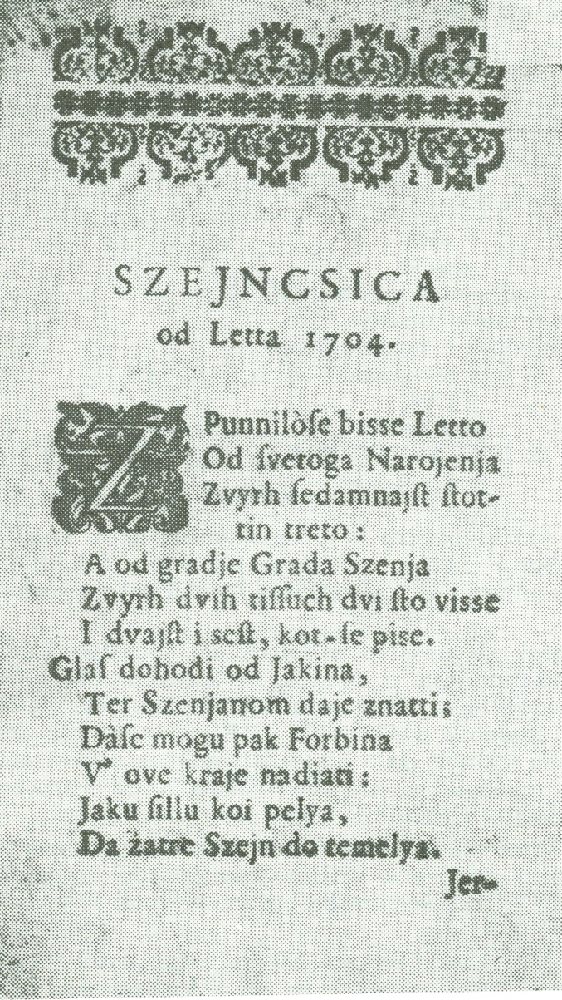 SZEJNCSICA
od Letta 1704.
ZPunnilòſe bisse Letto
Od ſvetoga Narojenja
Zvyrh ſedamnajſt ſtot-
tin treto:
A od gradje Grada Szenja
Zvyrh dvih tiſſuch dvi ſto visse
I dvajſt i seſt, kot-ſe pise.
Glaſ dohodi od Jakina,
Ter Szenjanom daje znatti;
Dàſe mogu pak Forbina
V' ove kraje nadiati:
Jaku ſillu koi pelya,
Da żatre Szejn do temelya.
Jer-